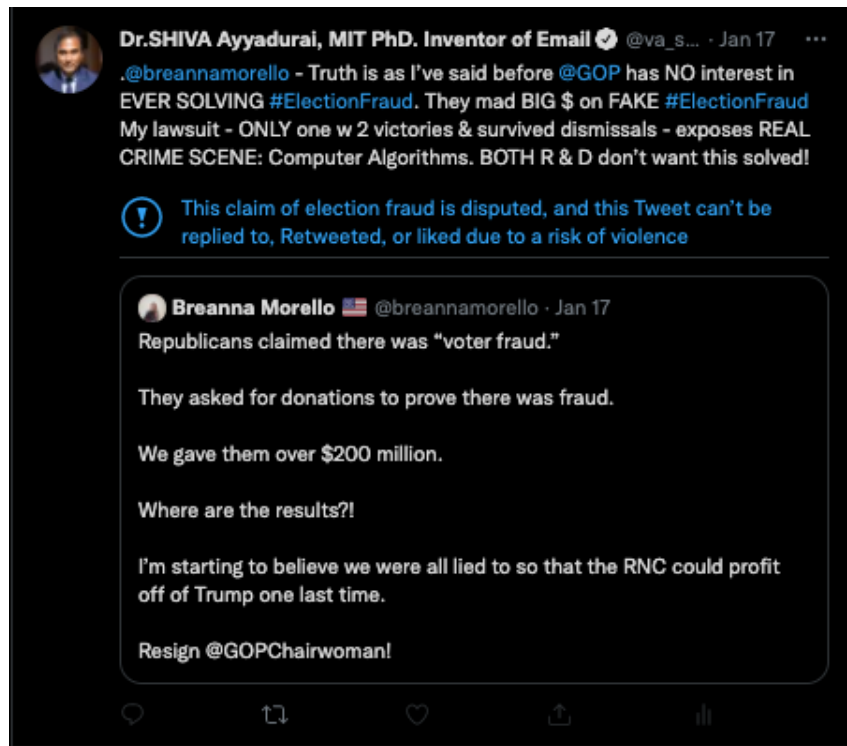 Dr.SHIVA Ayyadurai, MIT PhD. Inventor of Email @va_s... · Jan 17 ···
.@breannamorello - Truth is as I’ve said before @GOP has NO interest in
EVER SOLVING #ElectionFraud. They mad BIG $ on FAKE #ElectionFraud
My lawsuit - ONLY one w 2 victories & survived dismissals - exposes REAL
CRIME SCENE: Computer Algorithms. BOTH R & D don’t want this solved!
This claim of election fraud is disputed, and this Tweet can’t be
replied to, Retweeted, or liked due to a risk of violence
Breanna Morello 🇺🇸 @breannamorello · Jan 17
Republicans claimed there was “voter fraud.”
They asked for donations to prove there was fraud.
We gave them over $200 million.
Where are the results?!
I’m starting to believe we were all lied to so that the RNC could profit
off of Trump one last time.
Resign @GOPChairwoman!